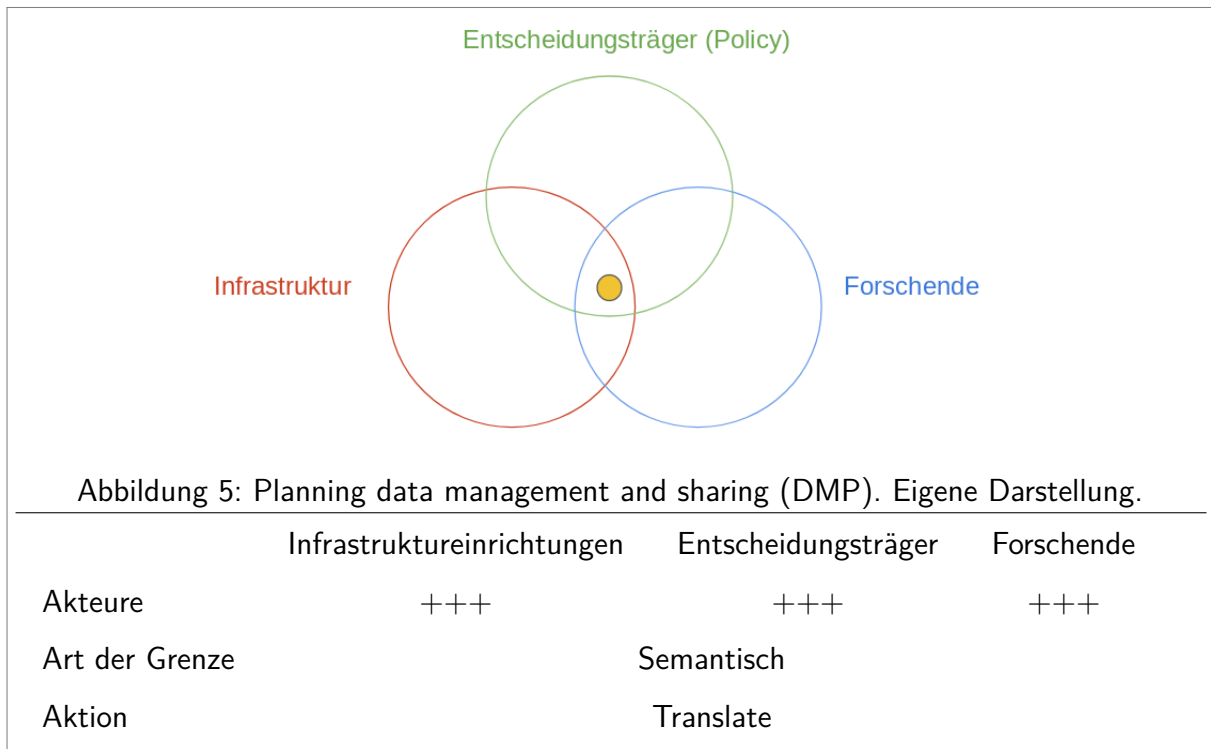 Entscheidungsträger (Policy)
Infrastruktur
Forschende
Abbildung 5: Planning data management and sharing (DMP). Eigene Darstellung.
Infrastruktureinrichtungen Entscheidungsträger Forschende
Akteure +++ +++ +++
Art der Grenze Semantisch
Aktion Translate